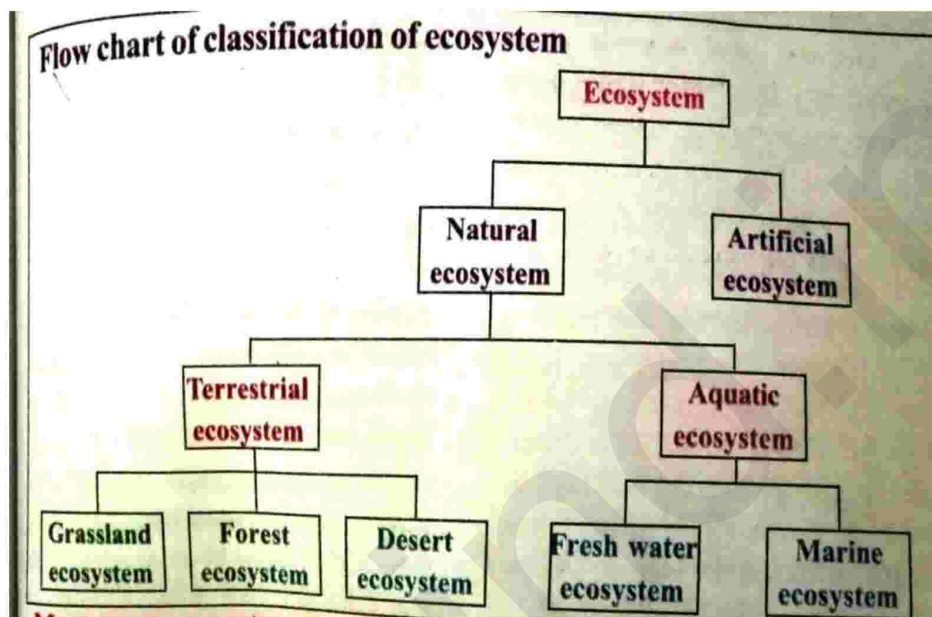 Flow chart of classification of ecosystem
Ecosystem
Natural
ecosystem
Artificial
ecosystem
Terrestrial
ecosystem
Aquatic
ecosystem
Grassland
ecosystem
Forest
ecosystem
Desert
ecosystem
Fresh water
ecosystem
Marine
ecosystem